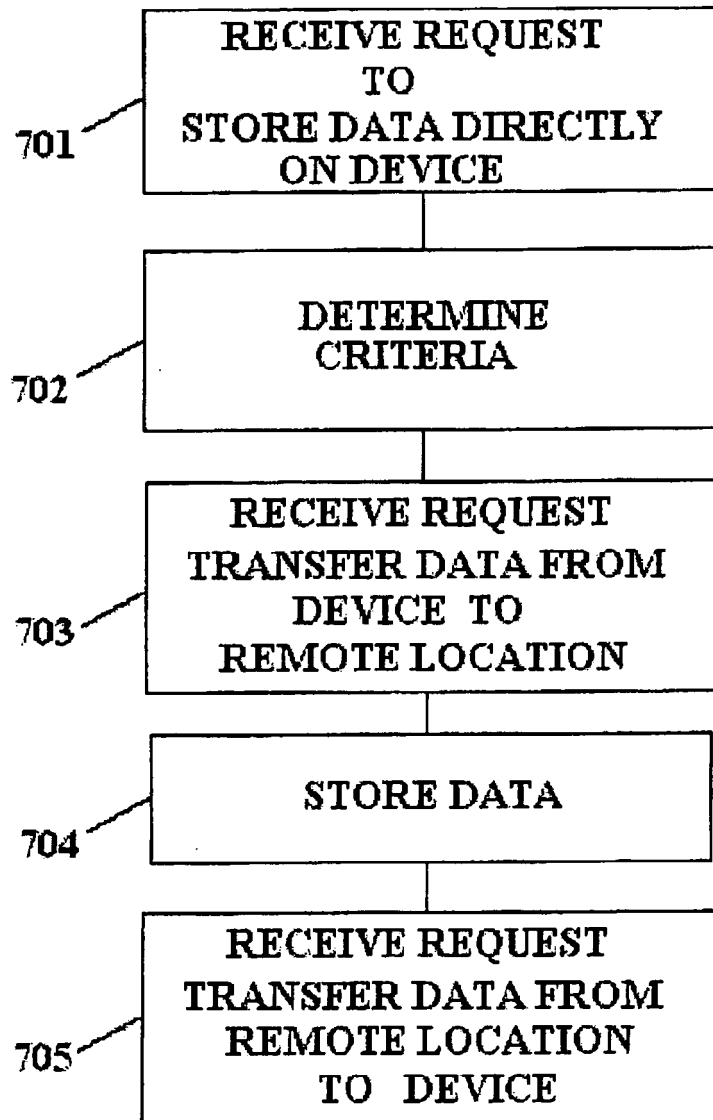 RECEIVE REQUEST
TO
STORE DATA DIRECTLY
ON DEVICE
701
DETERMINE
CRITERIA
702
RECEIVE REQUEST
TRANSFER DATA FROM
DEVICE TO
REMOTE LOCATION
703
STORE DATA
704
RECEIVE REQUEST
TRANSFER DATA FROM
REMOTE LOCATION
TO DEVICE
705